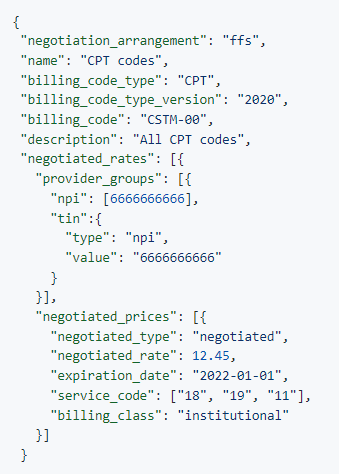 {
"negotiation_arrangement": "ffs",
"name": "CPT codes",
"billing_code_type": "CPT",
"billing_code_type_version": "2020",
"billing_code": "CSTM-00",
"description": "All CPT codes",
"negotiated_rates": [{
"provider_groups": [{
"npi": [6666666666],
"tin":{
"type": "npi",
"value": "6666666666"
}
}],
"negotiated_prices": [{
"negotiated_type": "negotiated",
"negotiated_rate": 12.45,
"expiration_date": "2022-01-01",
"service_code": ["18", "19", "11"],
"billing_class": "institutional"
}]
}